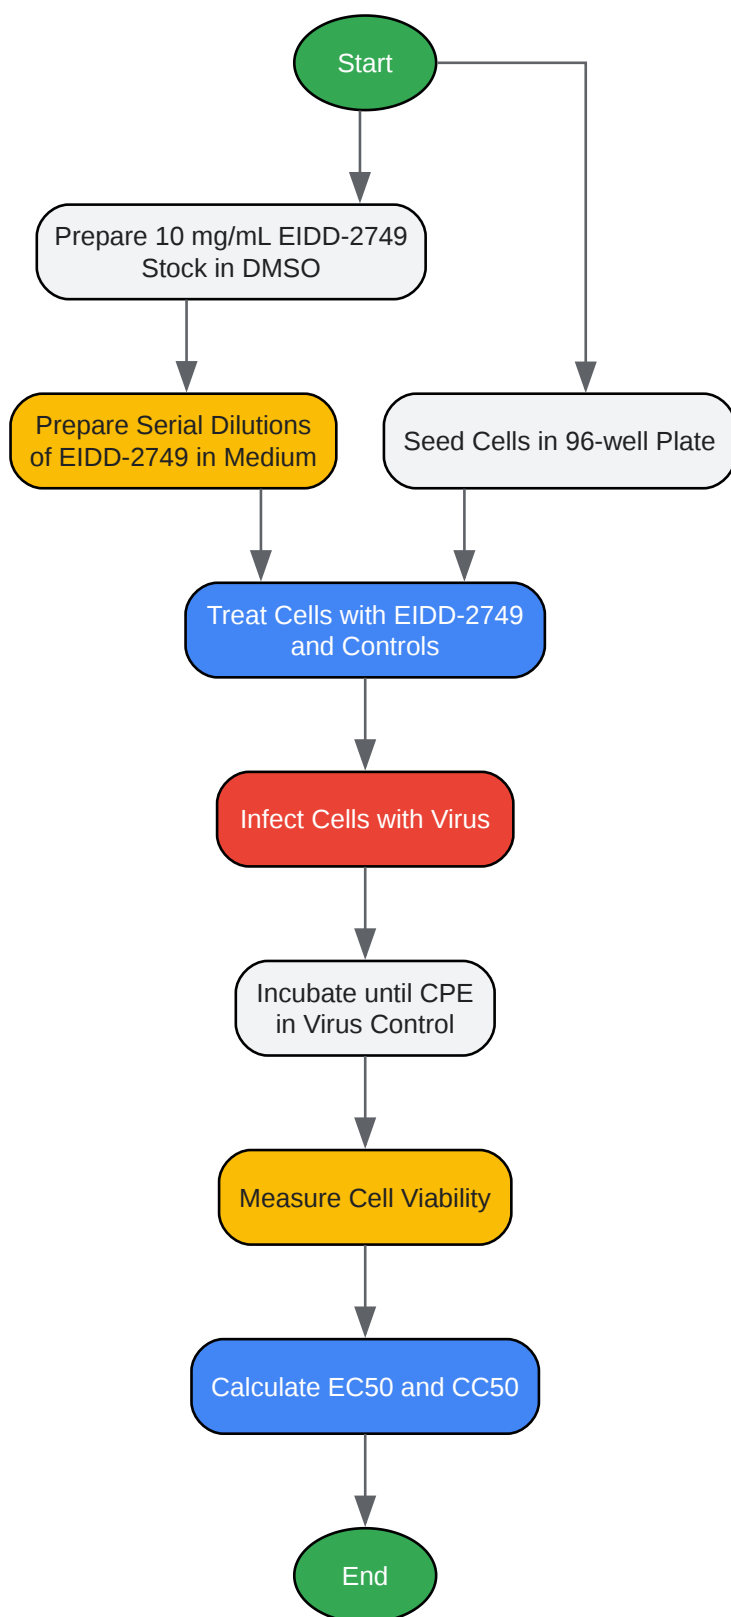 Start
Prepare 10 mg/mL EIDD-2749
Stock in DMSO
Prepare Serial Dilutions
of EIDD-2749 in Medium
Seed Cells in 96-well Plate
Treat Cells with EIDD-2749
and Controls
Infect Cells with Virus
Incubate until CPE
in Virus Control
Measure Cell Viability
Calculate EC50 and CC50
End